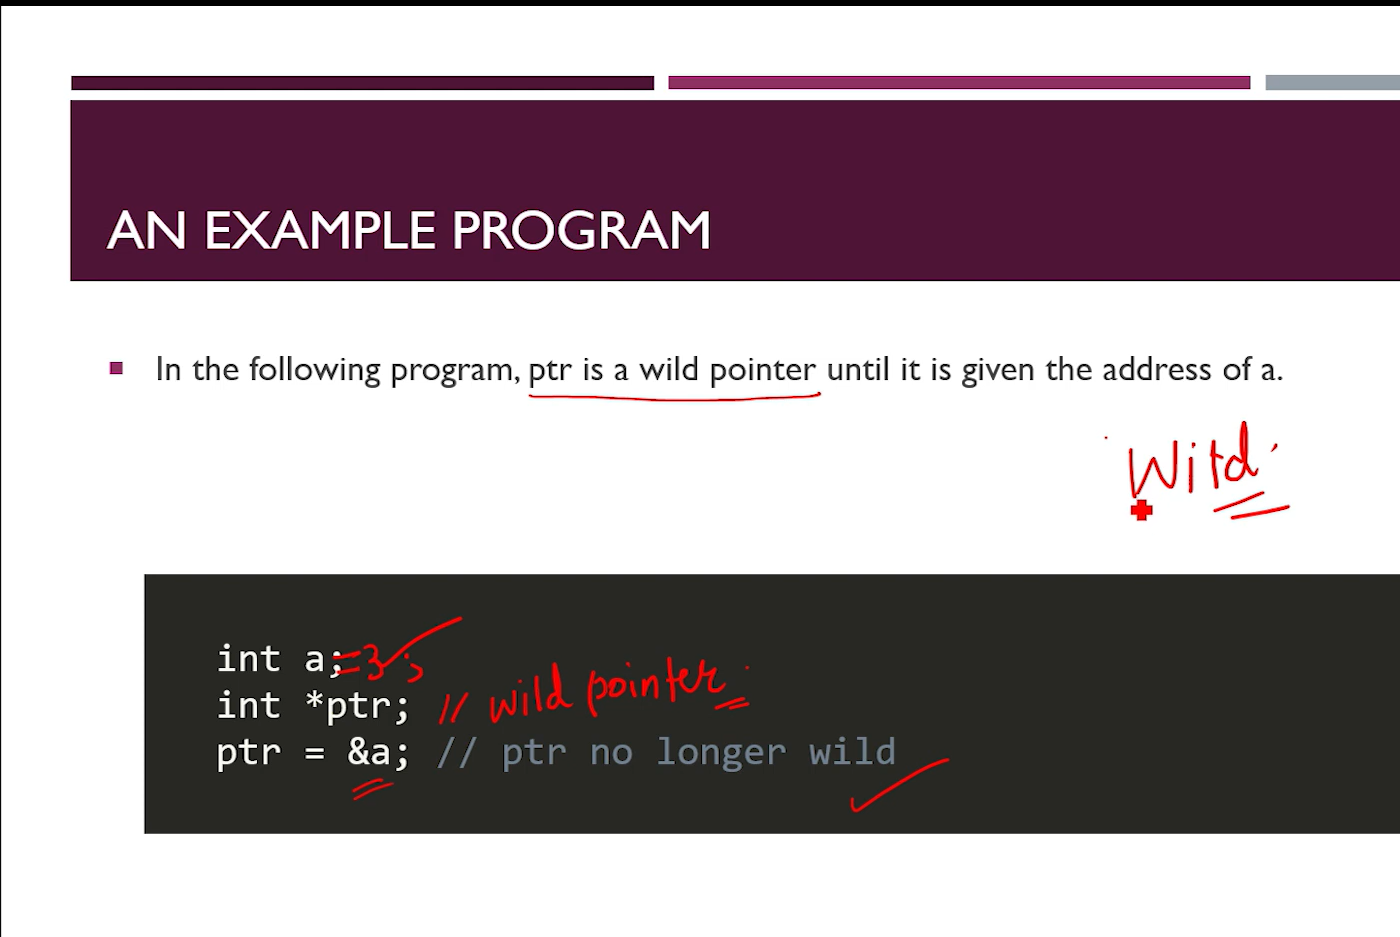 AN EXAMPLE PROGRAM
In the following program, ptr is a wild pointer until it is given the address of a.
Wild
int a; =3;
int *ptr; // wild pointer
ptr = &a; // ptr no longer wild